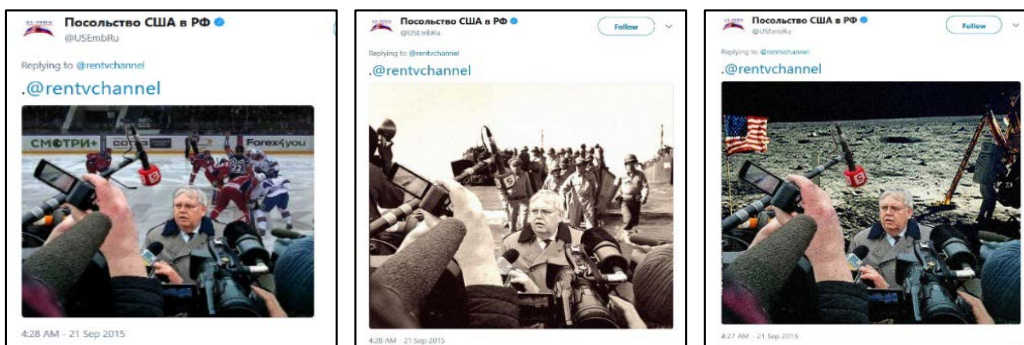 Посольство США в РФ
@USEmbRu
Replying to @rentvchannel
.@rentvchannel
СМОТРИ+
СОЮЗ
Forex4you
4:28 AM - 21 Sep 2015
Посольство США в РФ
@USEmbRu
Follow
Replying to @rentvchannel
.@rentvchannel
4:28 AM - 21 Sep 2015
Посольство США в РФ
@USEmbRu
Follow
Replying to @rentvchannel
.@rentvchannel
4:27 AM - 21 Sep 2015